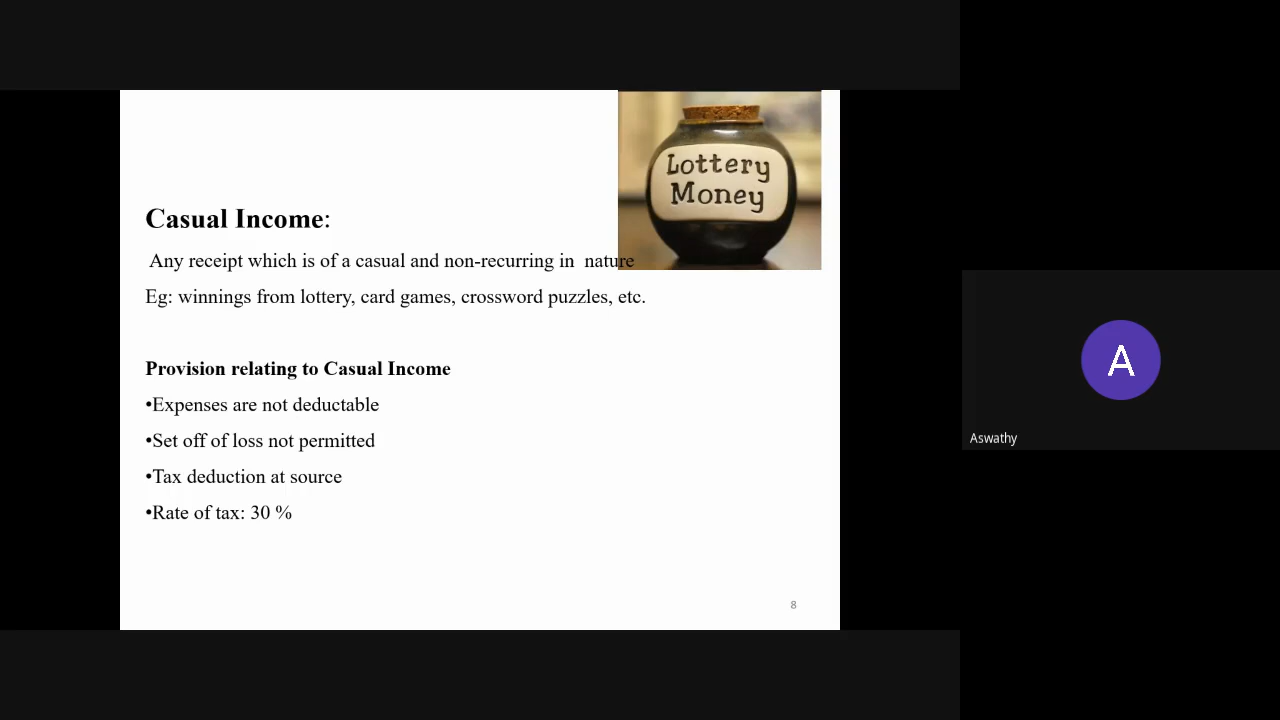 Lottery
Money
Casual Income:
Any receipt which is of a casual and non-recurring in  nature
Eg: winnings from lottery, card games, crossword puzzles, etc.
Provision relating to Casual Income
•Expenses are not deductable
•Set off of loss not permitted
•Tax deduction at source
•Rate of tax: 30 %
8
A
Aswathy